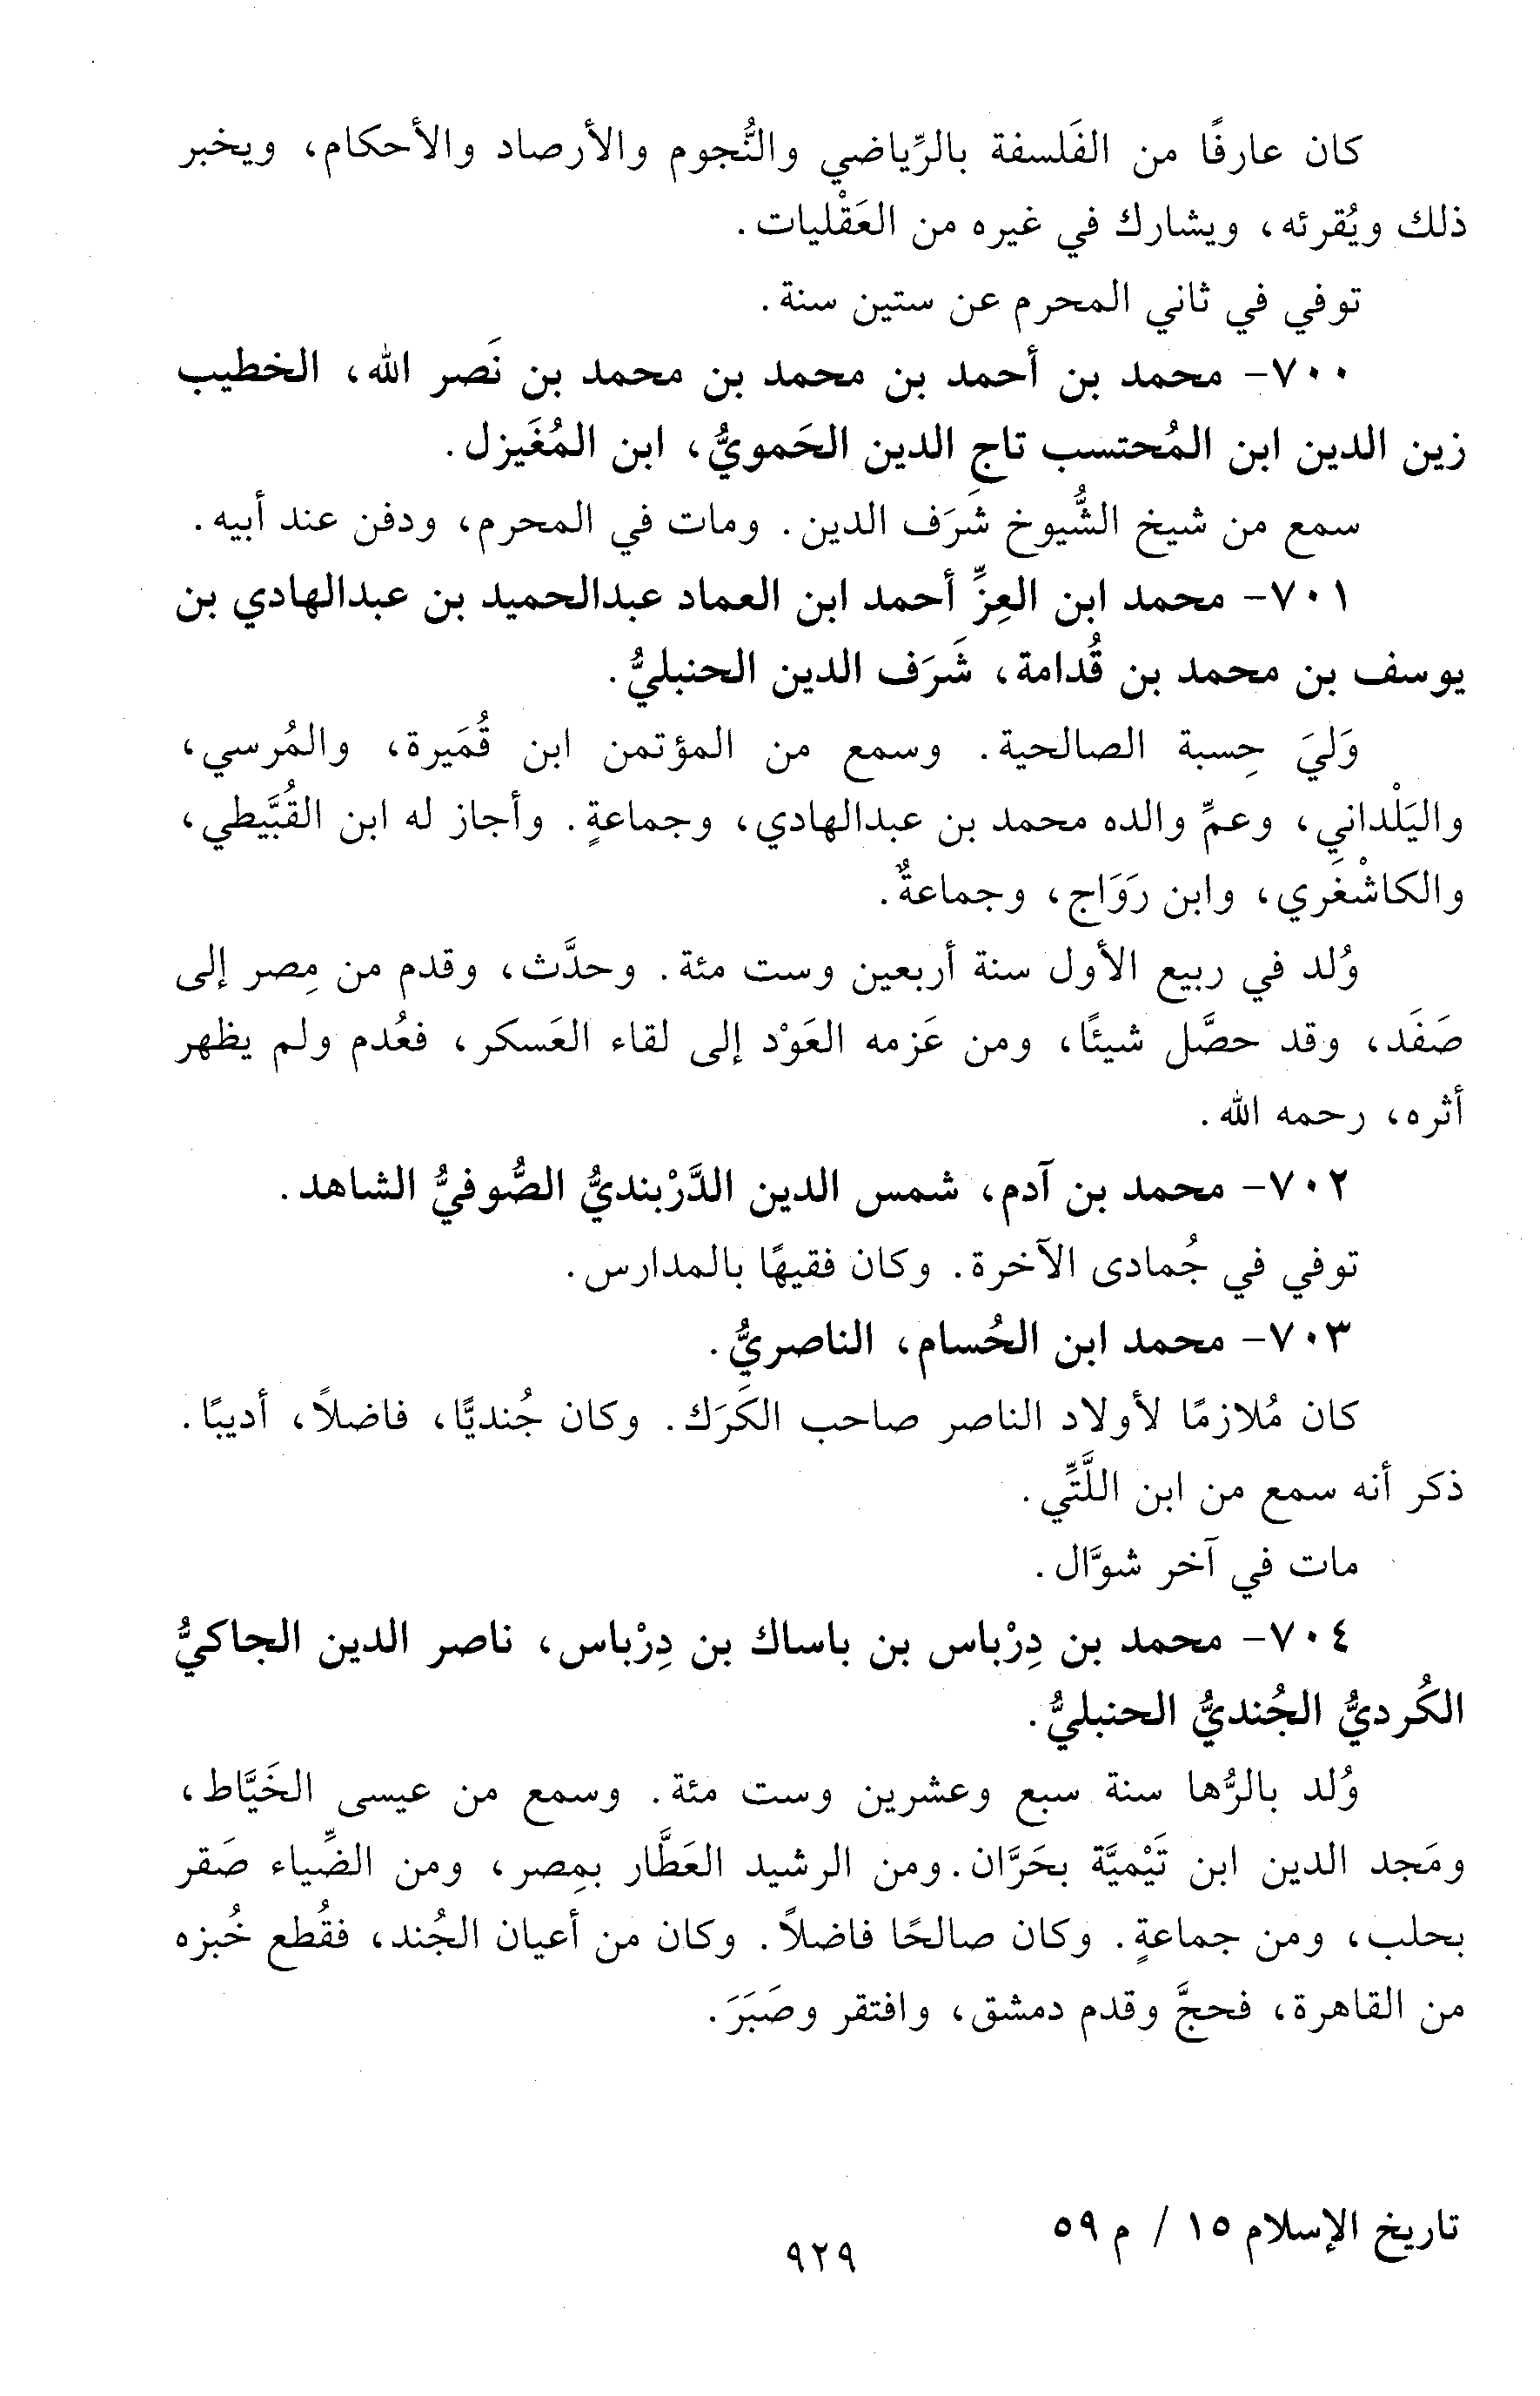 كان عارفًا من الفَلسفة بالرِّياضي والنُّجوم والأرصاد والأحكام، ويخبر
ذلك ويُقرئه، ويشارك في غيره من العَقْليات.
توفي في ثاني المحرم عن ستين سنة.
٧٠٠- محمد بن أحمد بن محمد بن محمد بن نَصر الله، الخطيب
زين الدين ابن المُحتسب تاج الدين الحَمويُّ، ابن المُغَيزل.
سمع من شيخ الشُّيوخ شَرَف الدين. ومات في المحرم، ودفن عند أبيه.
٧٠١- محمد ابن العِزِّ أحمد ابن العماد عبدالحميد بن عبدالهادي بن
يوسف بن محمد بن قُدامة، شَرَف الدين الحنبليُّ.
وَليَ حِسبة الصالحية. وسمع من المؤتمن ابن قُمَيرة، والمُرسي،
واليَلْداني، وعمِّ والده محمد بن عبدالهادي، وجماعةٍ. وأجاز له ابن القُبَّيطي،
والكاشْغَري، وابن رَوَاج، وجماعةٌ.
وُلد في ربيع الأول سنة أربعين وست مئة. وحدَّث، وقدم من مِصر إلى
صَفَد، وقد حصَّل شيئًا، ومن عَزمه العَوْد إلى لقاء العَسكر، فعُدم ولم يظهر
أثره، رحمه الله.
٧٠٢- محمد بن آدم، شمس الدين الدَّرْبنديُّ الصُّوفيُّ الشاهد.
توفي في جُمادى الآخرة. وكان فقيهًا بالمدارس.
٧٠٣- محمد ابن الحُسام، الناصريُّ.
كان مُلازمًا لأولاد الناصر صاحب الكَرَك. وكان جُنديًّا، فاضلاً، أديبًا.
ذكر أنه سمع من ابن اللَّتِّي.
مات في آخر شوَّال.
٧٠٤- محمد بن دِرْباس بن باساك بن دِرْباس، ناصر الدين الجاكيُّ
الكُرديُّ الجُنديُّ الحنبليُّ.
وُلد بالرُّها سنة سبع وعشرين وست مئة. وسمع من عيسى الخَيَّاط،
ومَجد الدين ابن تَيْميَّة بحَرَّان. ومن الرشيد العَطَّار بمِصر، ومن الضِّياء صَقر
بحلب، ومن جماعةٍ. وكان صالحًا فاضلاً. وكان من أعيان الجُند، فقُطع خُبزه
من القاهرة، فحجَّ وقدم دمشق، وافتقر وصَبَرَ.
تاريخ الإسلام ١٥ / م ٥٩
٩٢٩